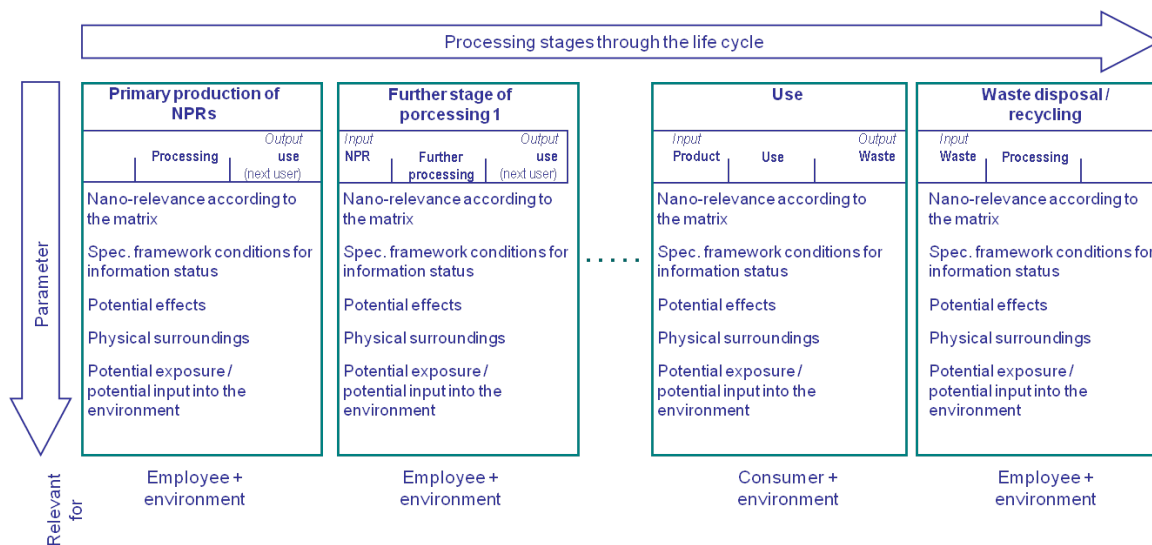 Processing stages through the life cycle
Parameter
Relevant for
Primary production of
NPRs
Output
Processing
use
(next user)
Nano-relevance according to
the matrix
Spec. framework conditions for
information status
Potential effects
Physical surroundings
Potential exposure /
potential input into the
environment
Employee +
environment
Further stage of
porcessing 1
Input
Output
NPR
Further
processing
use
(next user)
Nano-relevance according to
the matrix
Spec. framework conditions for
information status
Potential effects
Physical surroundings
Potential exposure /
potential input into the
environment
Employee +
environment
.....
Use
Input
Output
Product
Use
Waste
Nano-relevance according to
the matrix
Spec. framework conditions for
information status
Potential effects
Physical surroundings
Potential exposure /
potential input into the
environment
Consumer +
environment
Waste disposal /
recycling
Input
Waste
Processing
Nano-relevance according to
the matrix
Spec. framework conditions for
information status
Potential effects
Physical surroundings
Potential exposure /
potential input into the
environment
Employee +
environment